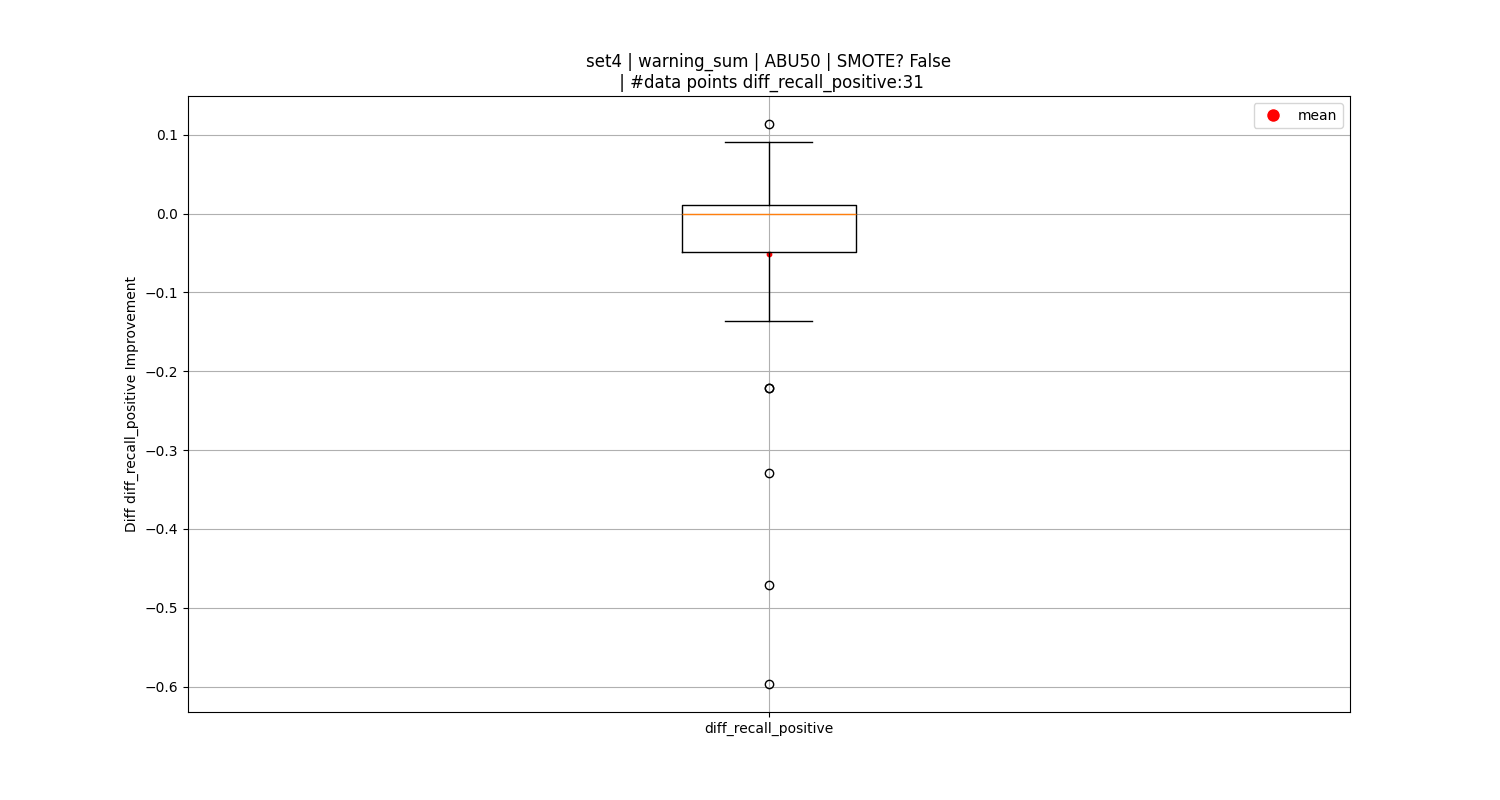 set4 | warning_sum | ABU50 | SMOTE? False
| #data points diff_recall_positive:31
mean
0.1
0.0
−0.1
−0.2
−0.3
−0.4
−0.5
−0.6
Diff diff_recall_positive Improvement
diff_recall_positive